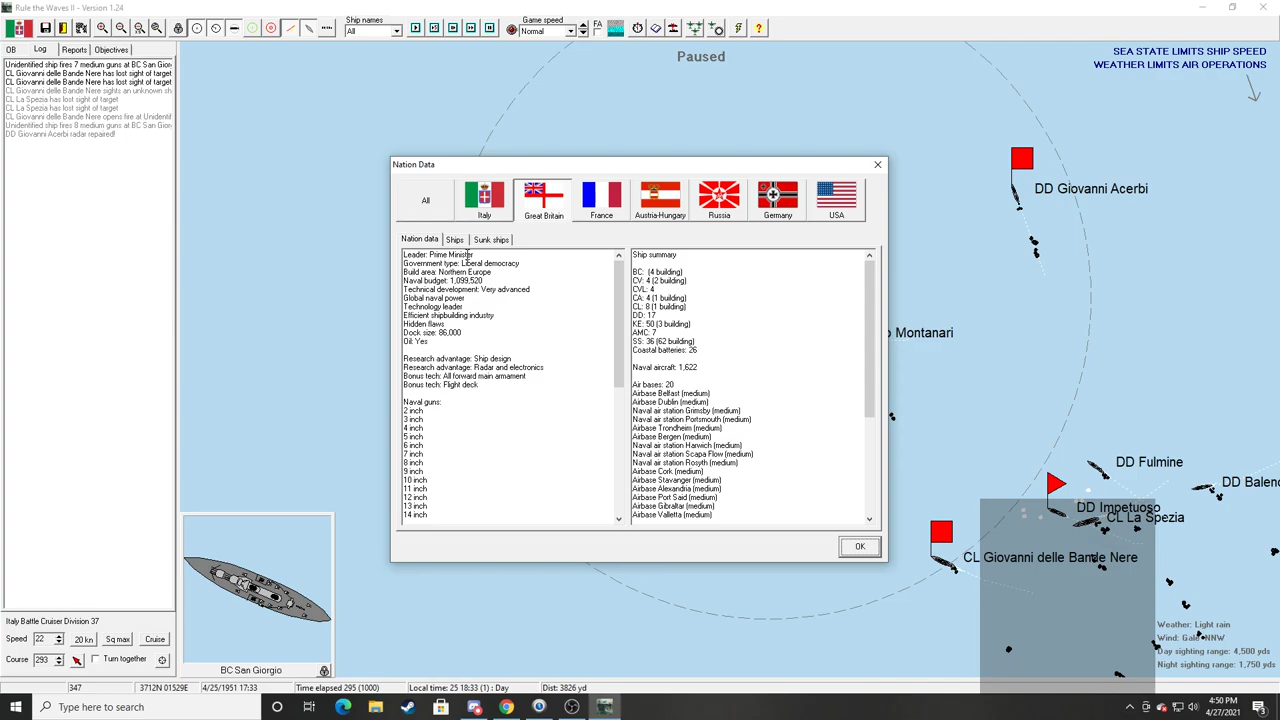 Rule the Waves II - Version 1.24
Ship names
All
Game speed
Normal
FA
OB
Log
Reports
Objectives
Unidentified ship fires 7 medium guns at BC San Gior
CL Giovanni delle Bande Nere has lost sight of target
CL Giovanni delle Bande Nere has lost sight of target
CL Giovanni delle Bande Nere sights an unknown sh
CL La Spezia has lost sight of target
CL La Spezia has lost sight of target
CL Giovanni delle Bande Nere opens fire at Unidentif
Unidentified ship fires 8 medium guns at BC San Gior
DD Giovanni Acerbi radar repaired!
Paused
SEA STATE LIMITS SHIP SPEED
WEATHER LIMITS AIR OPERATIONS
DD Giovanni Acerbi
Montanari
DD Fulmine
DD Balen
DD Impetuoso
CL La Spezia
CL Giovanni delle Bande Nere
Nation Data
All
Italy
Great Britain
France
Austria-Hungary
Russia
Germany
USA
Nation data
Ships
Sunk ships
Leader: Prime Minister
Government type: Liberal democracy
Build area: Northern Europe
Naval budget: 1,099,520
Technical development: Very advanced
Global naval power
Technology leader
Efficient shipbuilding industry
Hidden flaws
Dock size: 86,000
Oil: Yes
Research advantage: Ship design
Research advantage: Radar and electronics
Bonus tech: All forward main armament
Bonus tech: Flight deck
Naval guns:
2 inch
3 inch
4 inch
5 inch
6 inch
7 inch
8 inch
9 inch
10 inch
11 inch
12 inch
13 inch
14 inch
Ship summary
BC: (4 building)
CV: 4 (2 building)
CVL: 4
CA: 4 (1 building)
CL: 8 (1 building)
DD: 17
KE: 50 (3 building)
AMC: 7
SS: 36 (62 building)
Coastal batteries: 26
Naval aircraft: 1,622
Air bases: 20
Airbase Belfast (medium)
Airbase Dublin (medium)
Naval air station Grimsby (medium)
Naval air station Portsmouth (medium)
Airbase Trondheim (medium)
Airbase Bergen (medium)
Naval air station Harwich (medium)
Naval air station Scapa Flow (medium)
Naval air station Rosyth (medium)
Airbase Cork (medium)
Airbase Stavanger (medium)
Airbase Alexandria (medium)
Airbase Port Said (medium)
Airbase Gibraltar (medium)
Airbase Valletta (medium)
OK
Italy Battle Cruiser Division 37
Speed 22 20 kn Sq max Cruise
Course 293 Turn together
BC San Giorgio
Weather: Light rain
Wind: Gale NNW
Day sighting range: 4,500 yds
Night sighting range: 1,750 yds
347
3712N 01529E
4/25/1951 17:33
Time elapsed 295 (1000)
Local time: 25 18:33 (1) : Day
Dist: 3826 yd
Type here to search
4:50 PM
4/27/2021